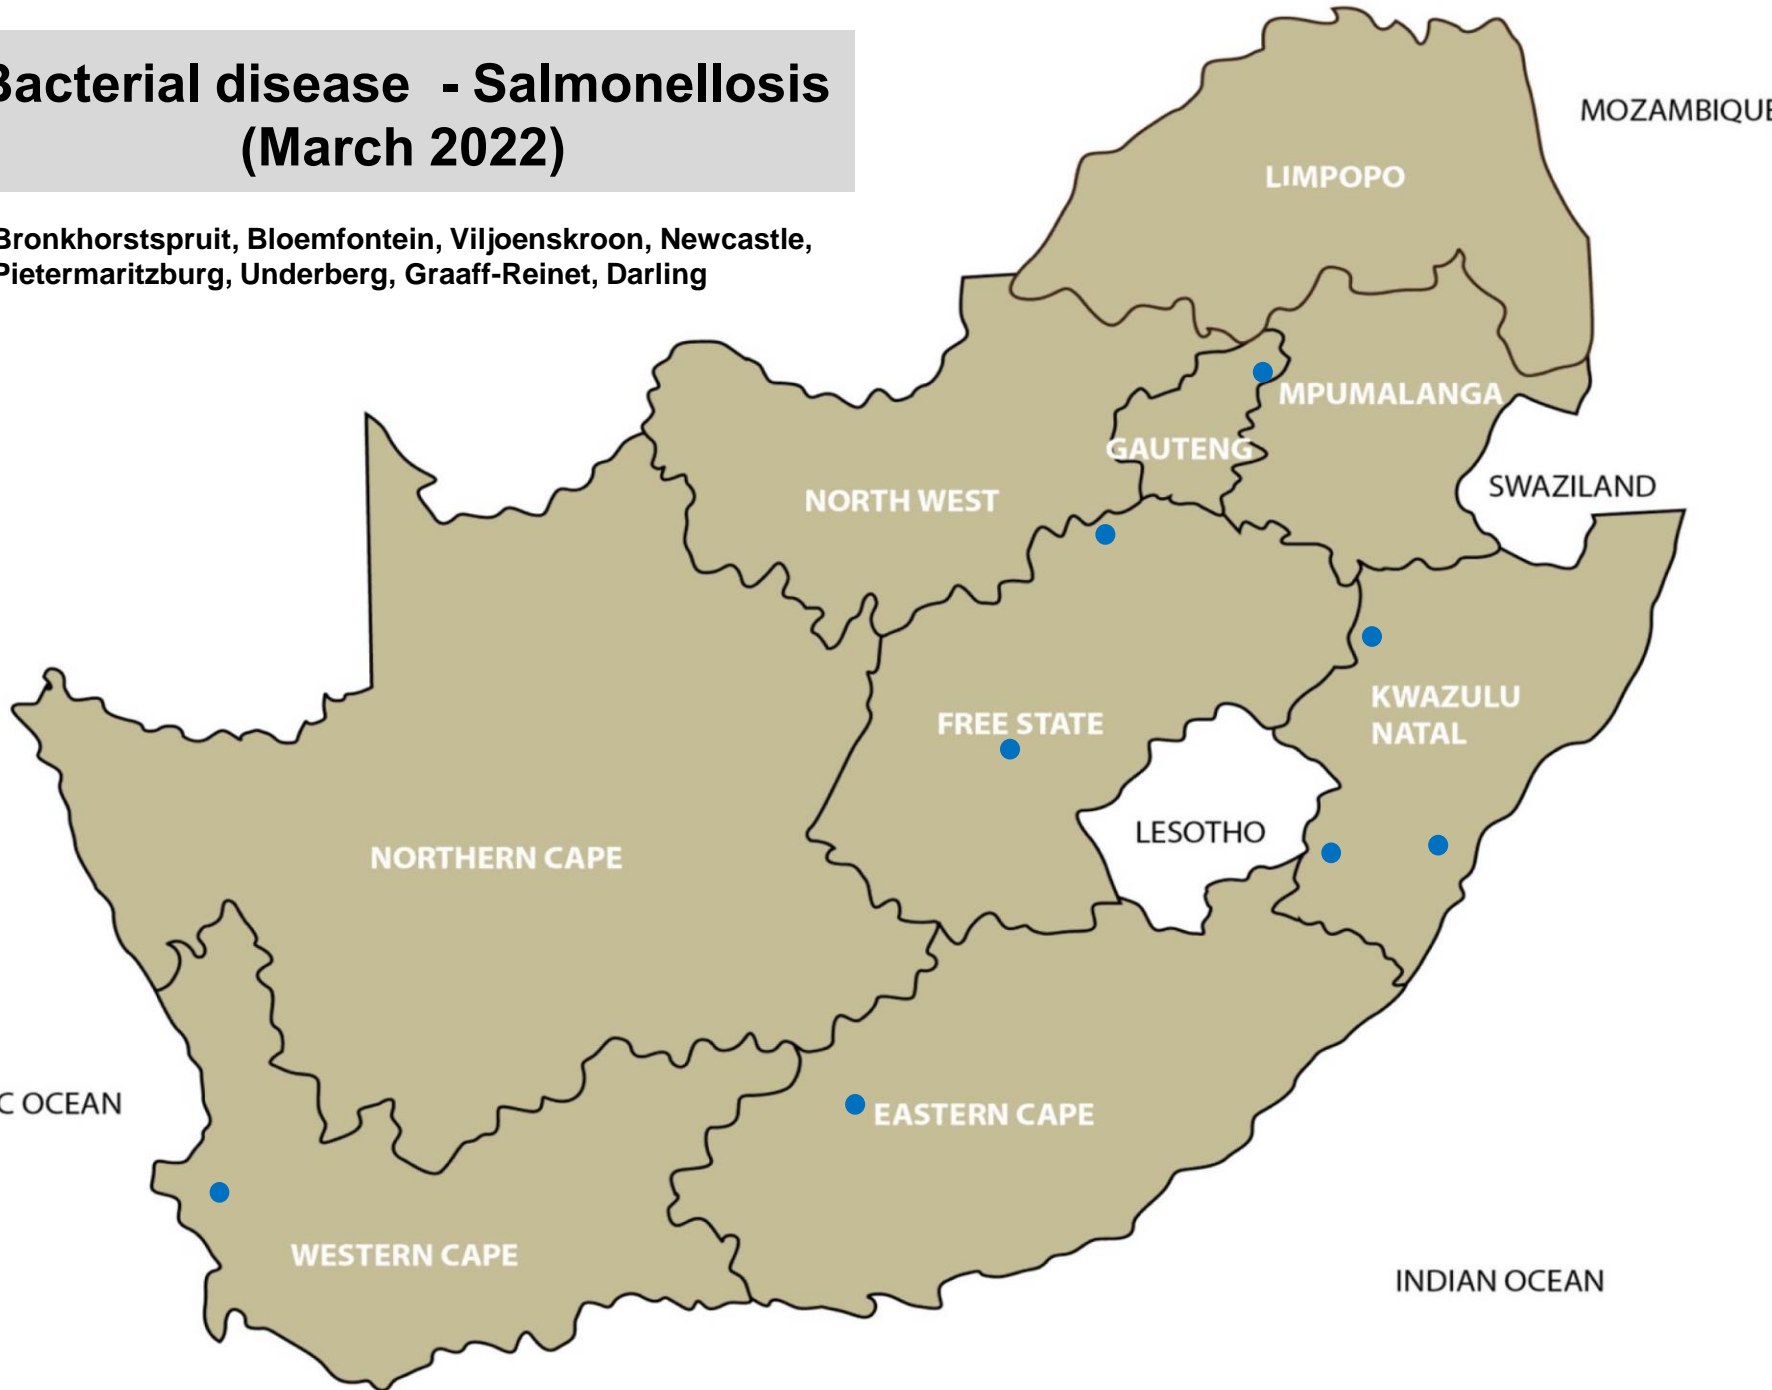 Bacterial disease - Salmonellosis
(March 2022)
Bronkhorstspruit, Bloemfontein, Viljoenskroon, Newcastle,
Pietermaritzburg, Underberg, Graaff-Reinet, Darling
MOZAMBIQUE
LIMPOPO
MPUMALANGA
GAUTENG
SWAZILAND
NORTH WEST
KWAZULU
NATAL
FREE STATE
LESOTHO
NORTHERN CAPE
C OCEAN
EASTERN CAPE
WESTERN CAPE
INDIAN OCEAN